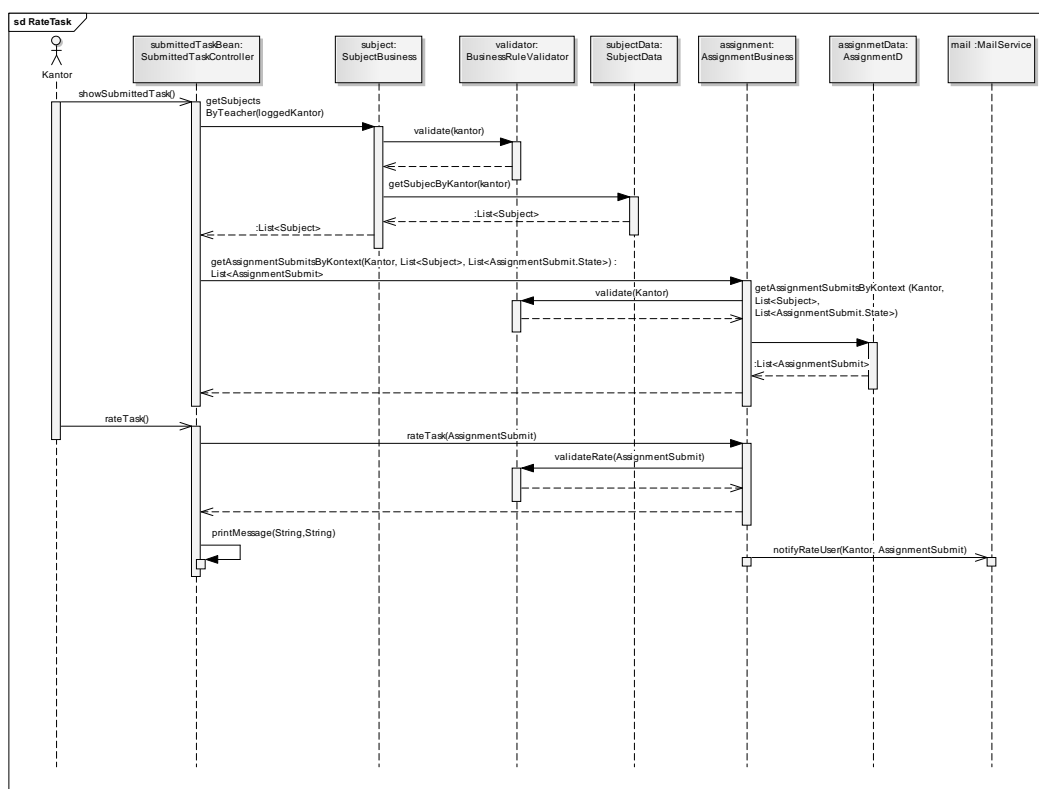 sd RateTask
Kantor
submittedTaskBean:
SubmittedTaskController
subject:
SubjectBusiness
validator:
BusinessRuleValidator
subjectData:
SubjectData
assignment:
AssignmentBusiness
assignmetData:
AssignmentD
mail :MailService
showSubmittedTask()
getSubjects
ByTeacher(loggedKantor)
validate(kantor)
getSubjecByKantor(kantor)
:List<Subject>
:List<Subject>
getAssignmentSubmitsByKontext(Kantor, List<Subject>, List<AssignmentSubmit.State>) :
List<AssignmentSubmit>
validate(Kantor)
getAssignmentSubmitsByKontext (Kantor,
List<Subject>,
List<AssignmentSubmit.State>)
:List<AssignmentSubmit>
rateTask()
rateTask(AssignmentSubmit)
validateRate(AssignmentSubmit)
printMessage(String,String)
notifyRateUser(Kantor, AssignmentSubmit)